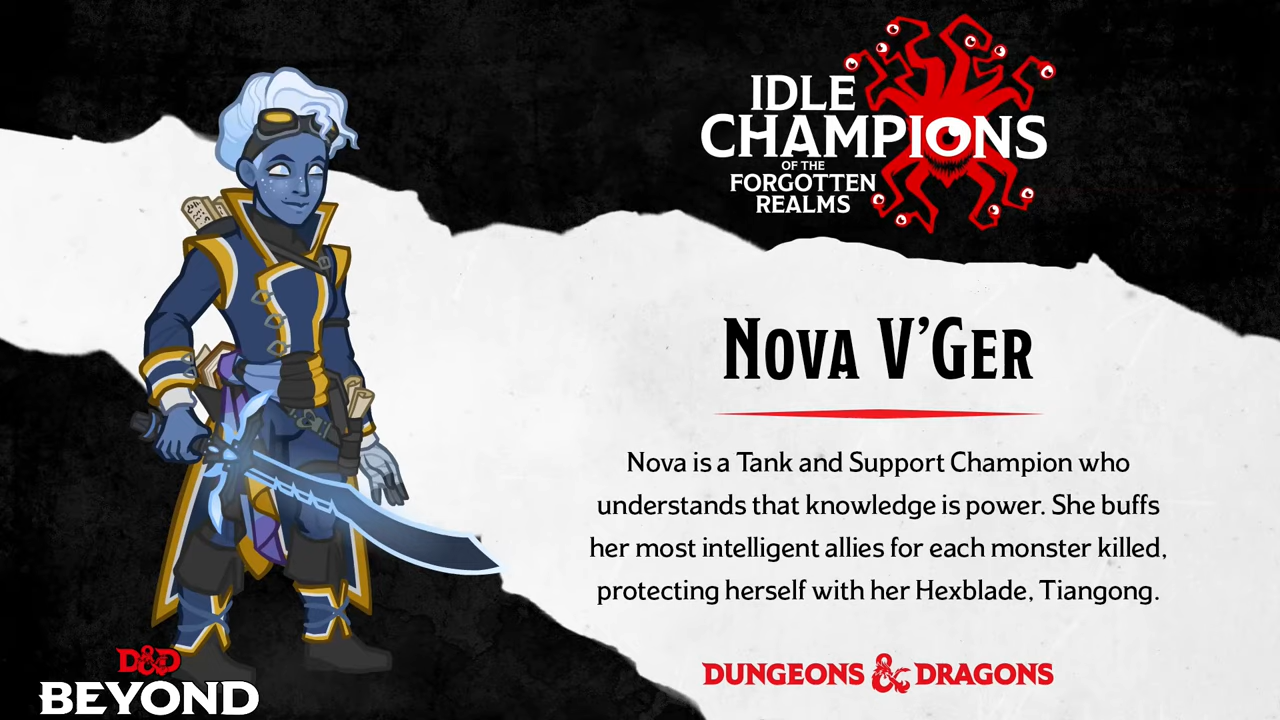 IDLE
CHAMPIONS
OF THE
FORGOTTEN
REALMS
NOVA V'GER
Nova is a Tank and Support Champion who
understands that knowledge is power. She buffs
her most intelligent allies for each monster killed,
protecting herself with her Hexblade, Tiangong.
D&D
BEYOND
DUNGEONS & DRAGONS